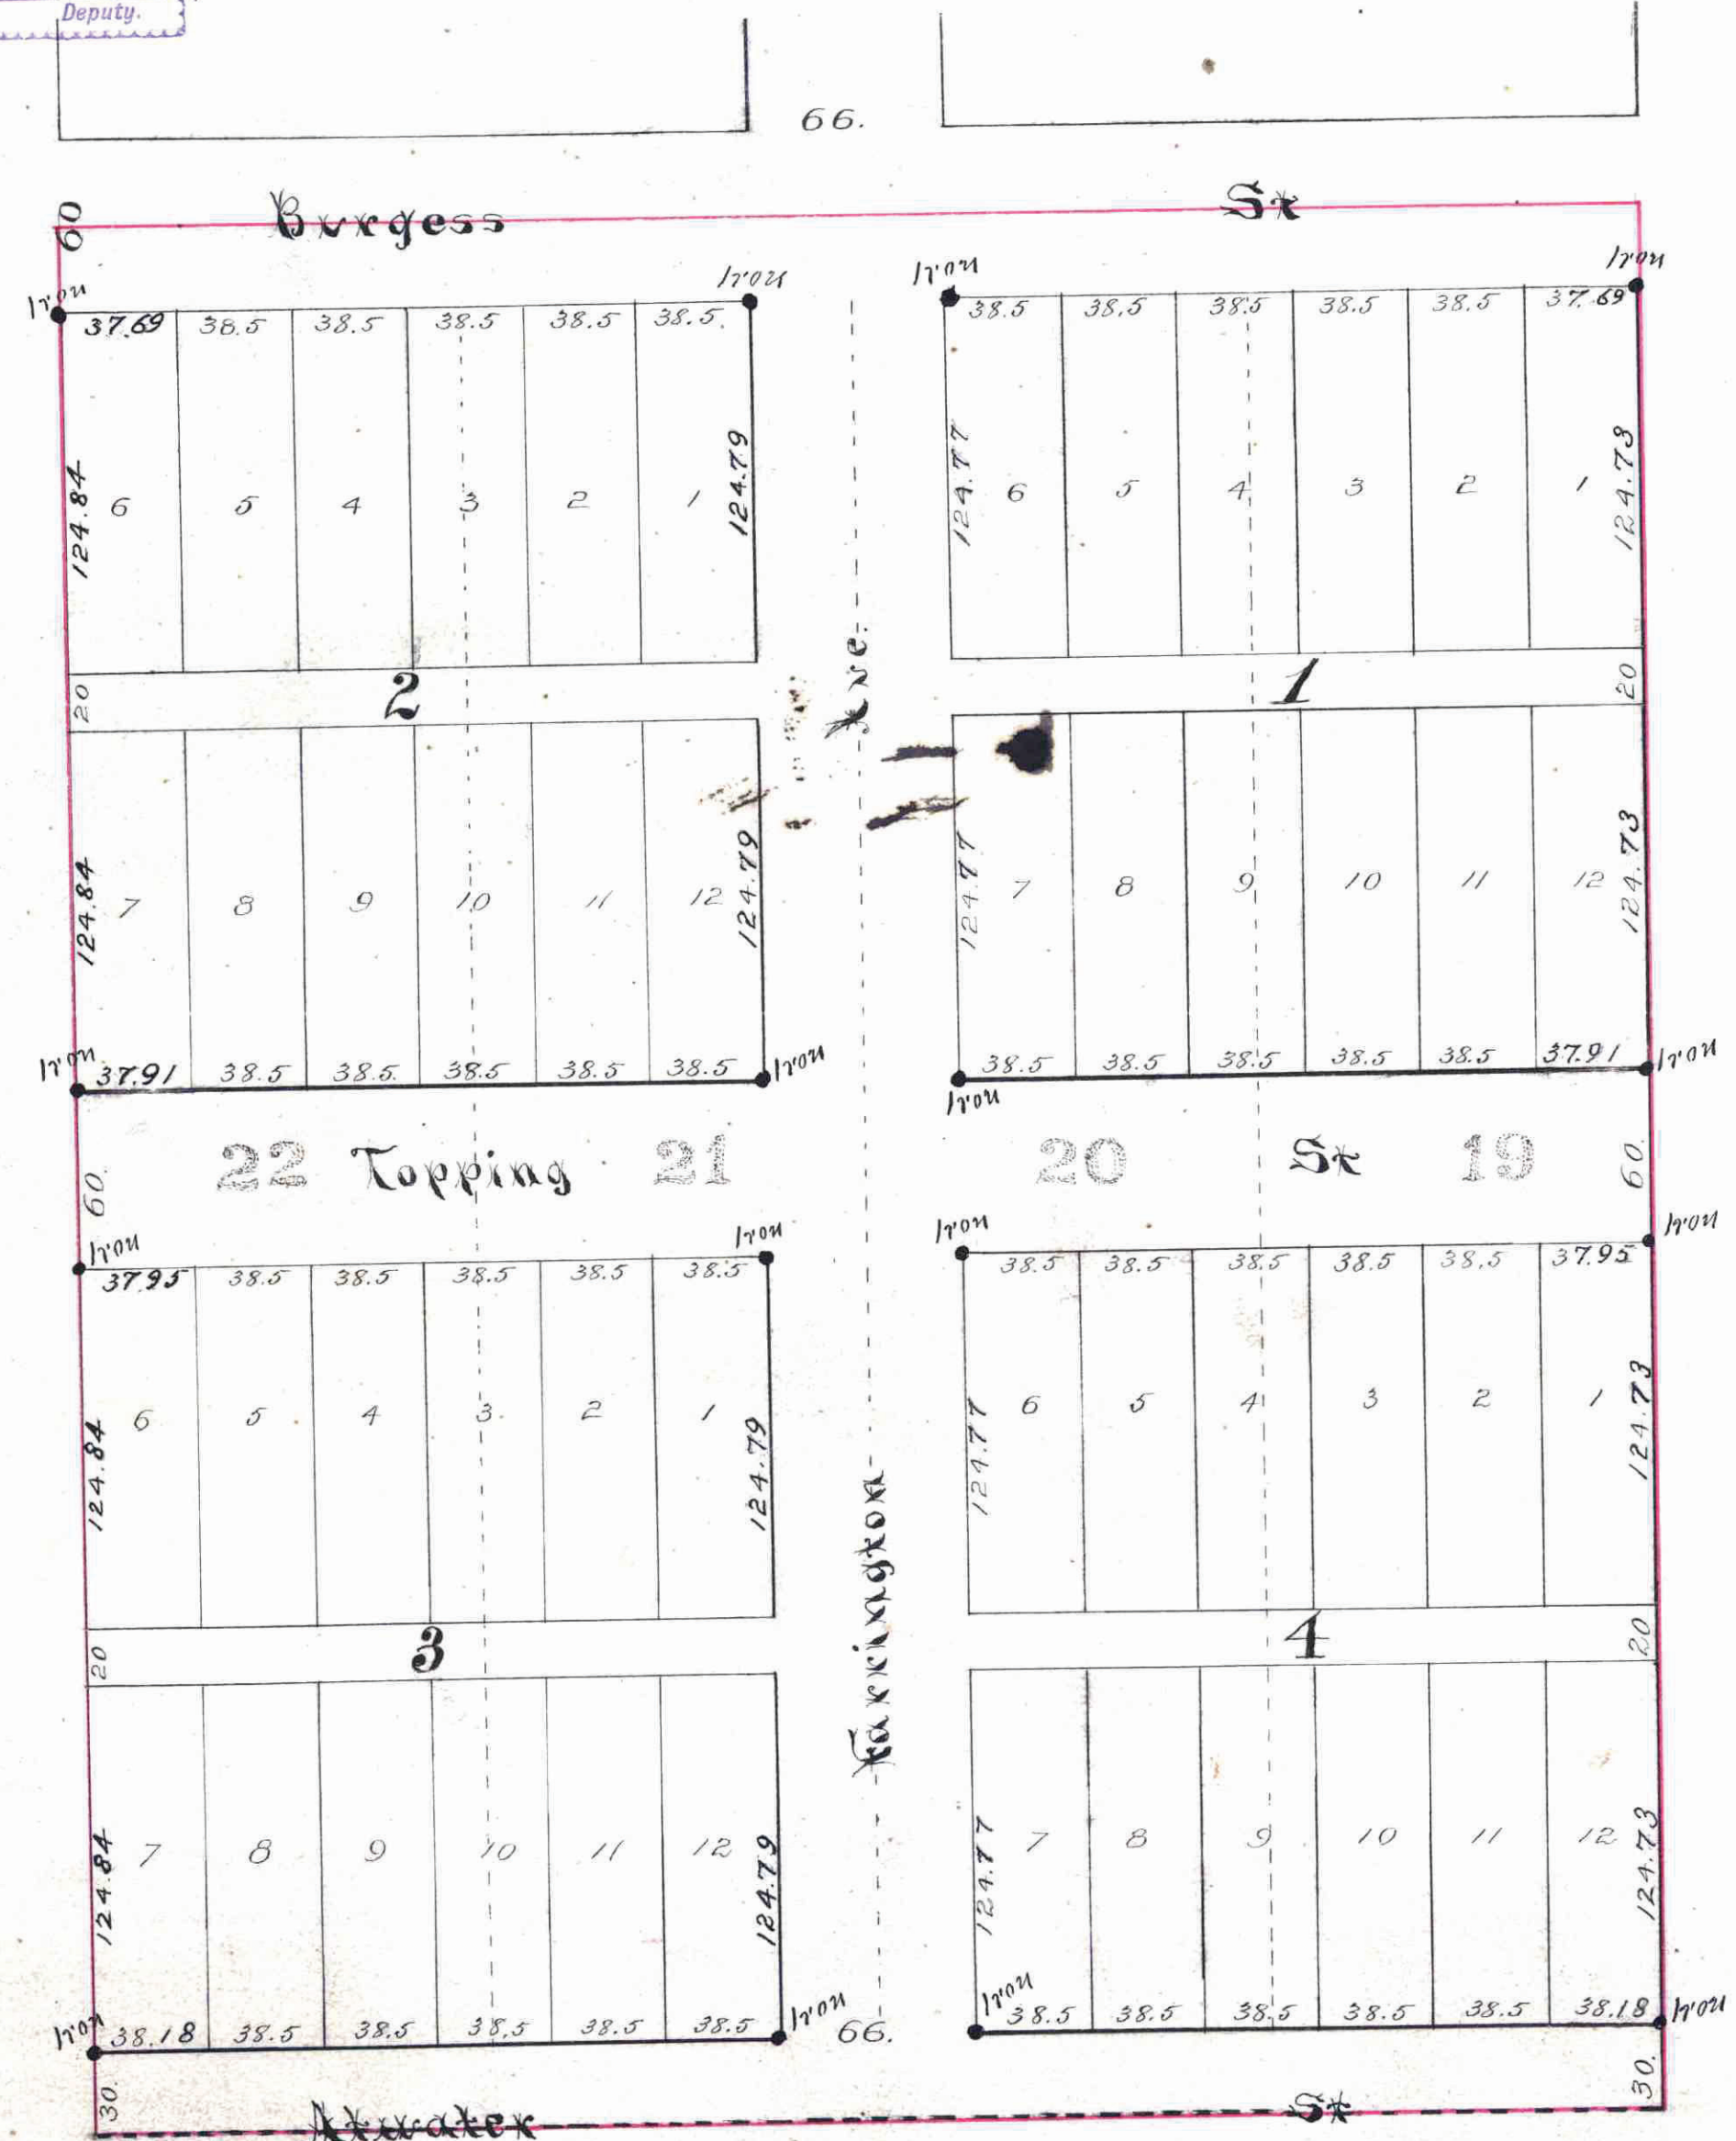 Deputy.
66.
Burgess St
60
Iron Iron Iron Iron
37.69 38.5 38.5 38.5 38.5 38.5. 38.5 38.5 38.5 38.5 38.5 37.69
124.84 124.79 124.77 124.73
6 5 4 3 2 1 6 5 4 3 2 1
20 2 1 20
Ave.
124.84 124.79 124.77 124.73
7 8 9 10 11 12 7 8 9 10 11 12
Iron 37.91 38.5 38.5. 38.5 38.5 38.5 Iron 38.5 38.5 38.5 38.5 38.5 37.91 Iron
Iron
60. 22 Topping 21 20 St 19 60.
Iron Iron Iron Iron
37.95 38.5 38.5 38.5 38.5 38.5 38.5 38.5 38.5 38.5 38.5 37.95
124.84 124.79 124.77 124.73
6 5 4 3 2 1 6 5 4 3 2 1
Farrington
20 3 4 20
124.84 124.79 124.77 124.73
7 8 9 10 11 12 7 8 9 10 11 12
Iron 38.18 38.5 38.5 38.5 38.5 38.5 Iron 66. Iron 38.5 38.5 38.5 38.5 38.5 38.18 Iron
30. 30.
Atwater St